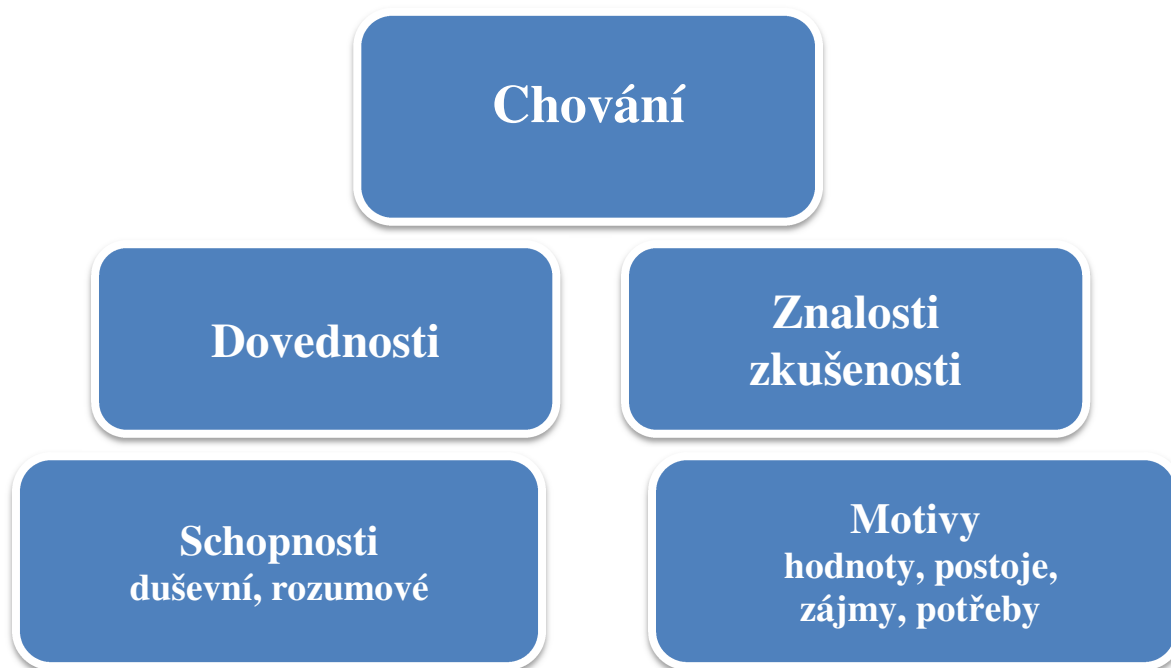 Chování
Dovednosti
Znalosti
zkušenosti
Schopnosti
duševní, rozumové
Motivy
hodnoty, postoje,
zájmy, potřeby